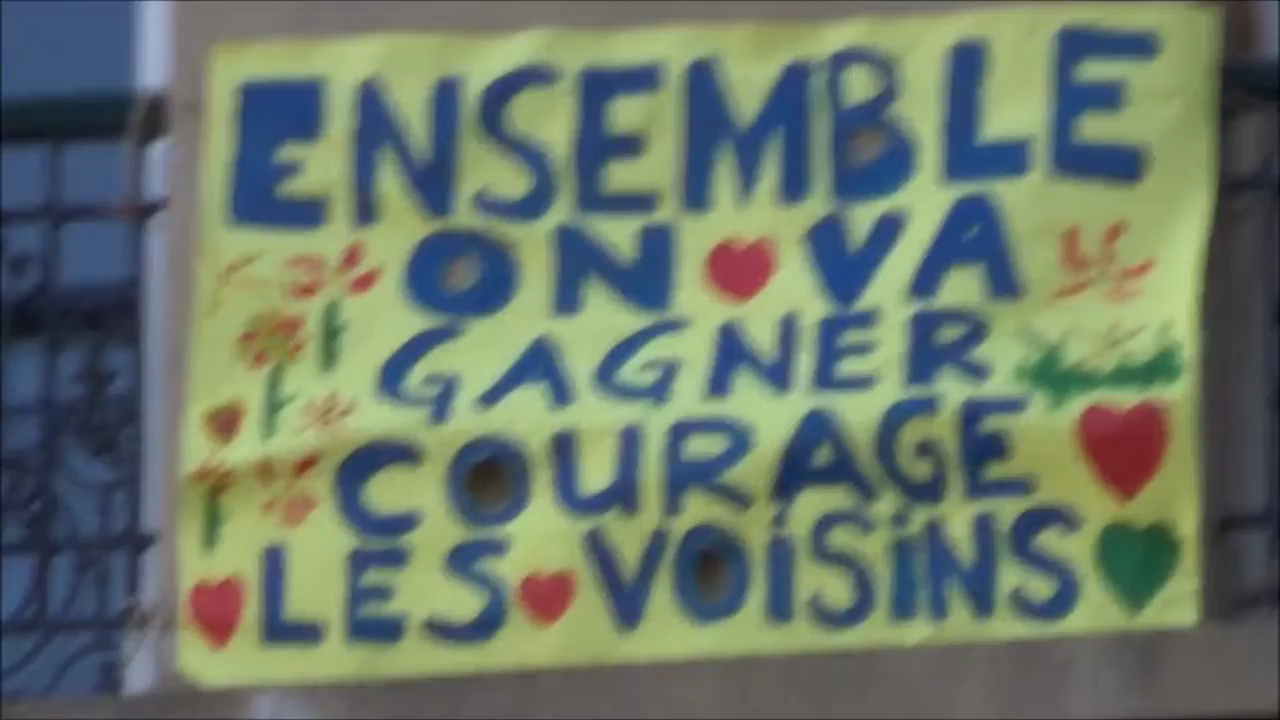 ENSEMBLE
ON VA
GAGNER
COURAGE
LES VOiSiNS